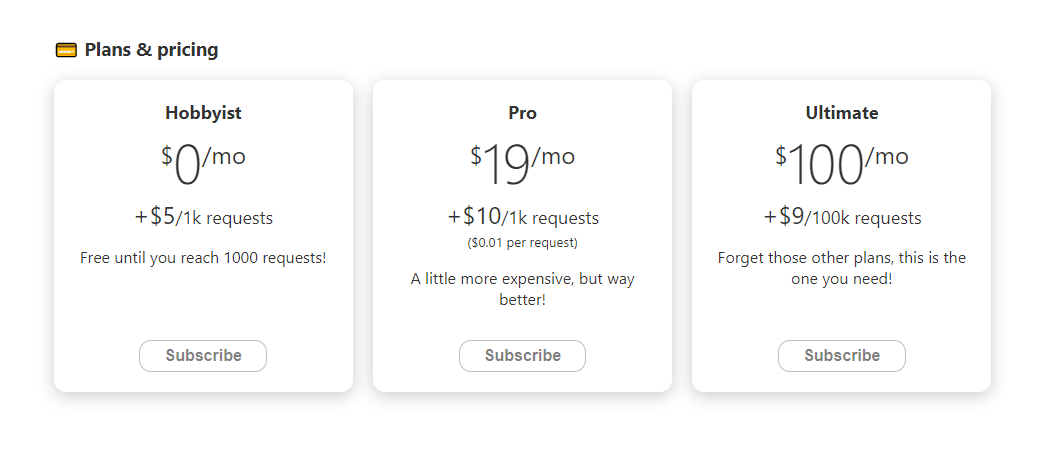 Plans & pricing
Hobbyist
$0/mo
+$5/1k requests
Free until you reach 1000 requests!
Subscribe
Pro
$19/mo
+$10/1k requests
($0.01 per request)
A little more expensive, but way
better!
Subscribe
Ultimate
$100/mo
+$9/100k requests
Forget those other plans, this is the
one you need!
Subscribe